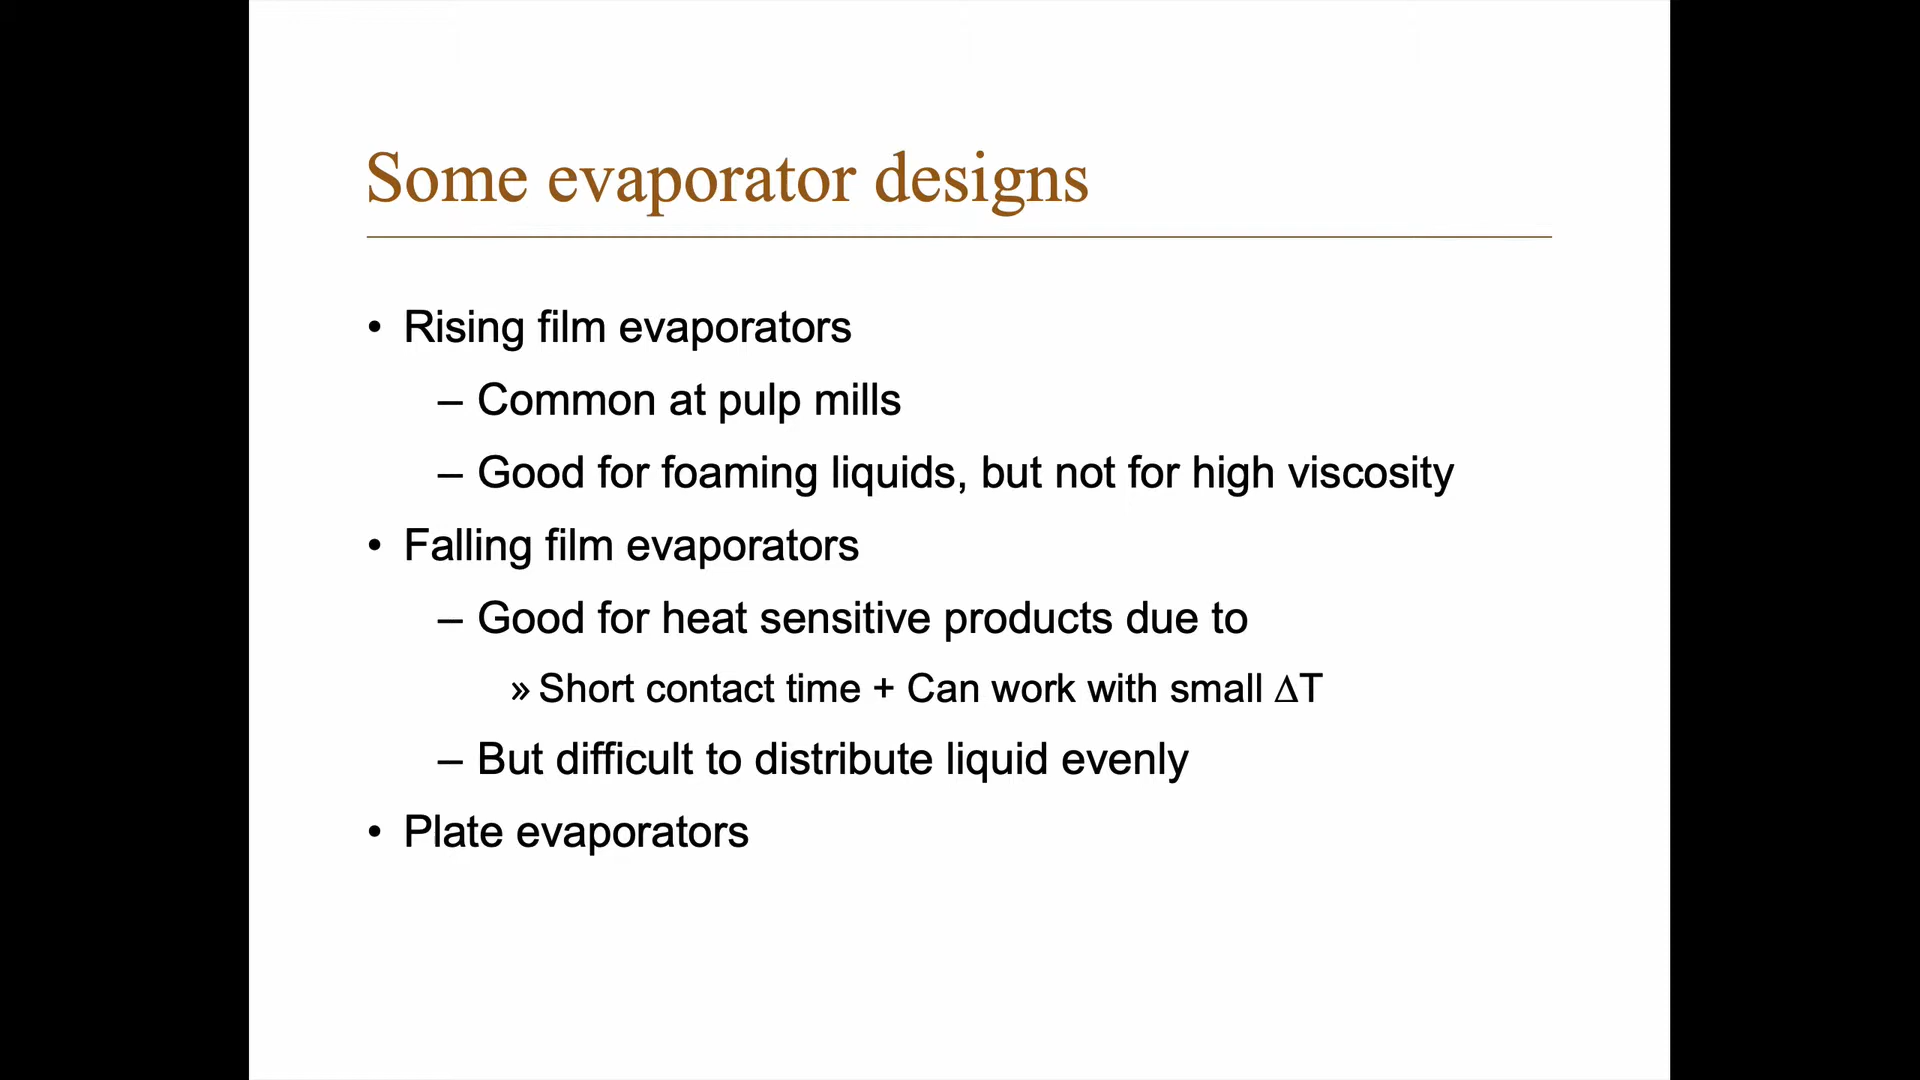 Some evaporator designs
• Rising film evaporators
– Common at pulp mills
– Good for foaming liquids, but not for high viscosity
• Falling film evaporators
– Good for heat sensitive products due to
» Short contact time + Can work with small ΔT
– But difficult to distribute liquid evenly
• Plate evaporators